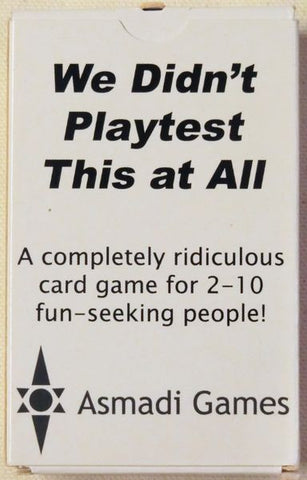 We Didn't
Playtest
This at All
A completely ridiculous
card game for 2-10
fun-seeking people!
Asmadi Games